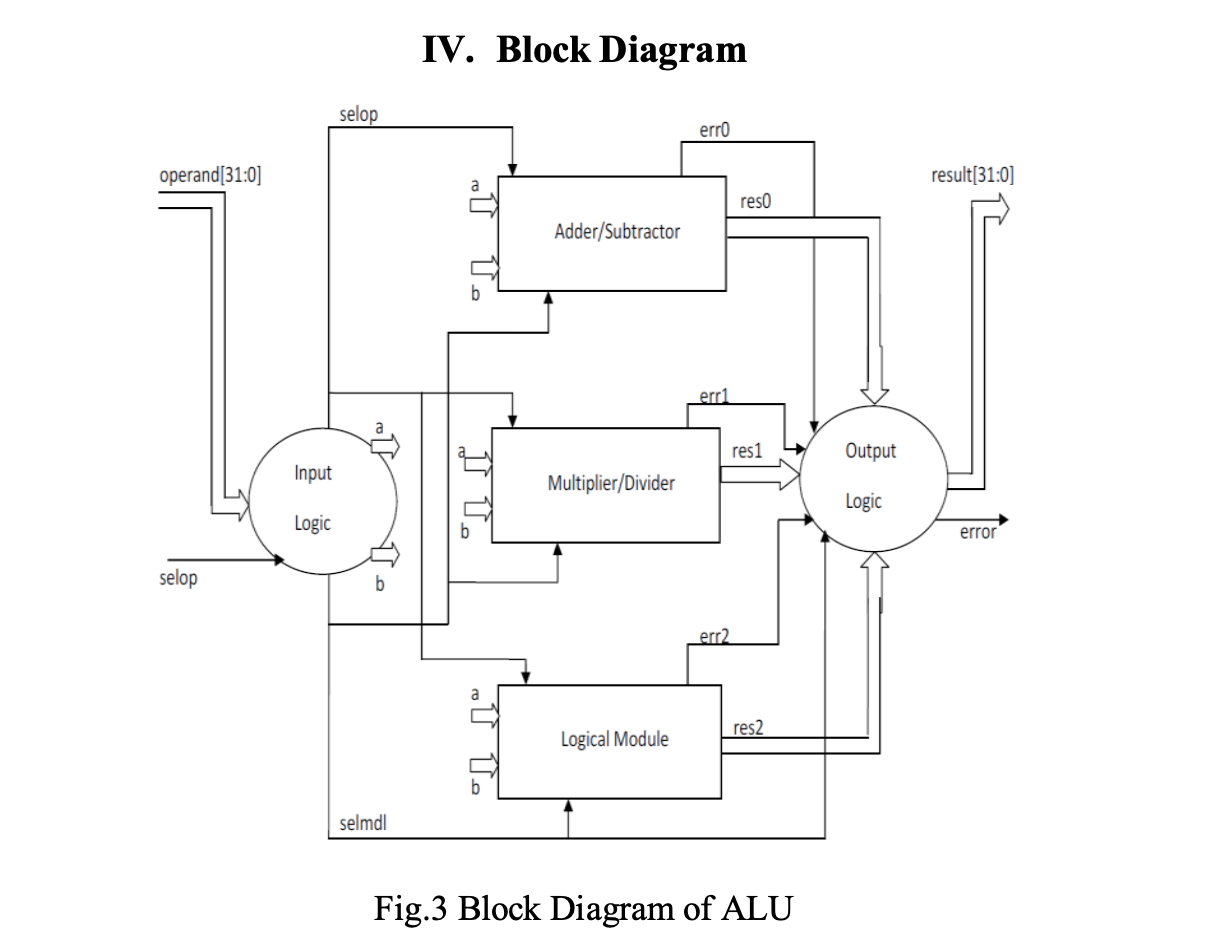 IV. Block Diagram
selop
err0
operand[31:0]
result[31:0]
a
res0
Adder/Subtractor
b
err1
a
Output
a
res1
Input
Multiplier/Divider
Logic
Logic
b
error
selop
b
err2
a
res2
Logical Module
b
selmdl
Fig.3 Block Diagram of ALU